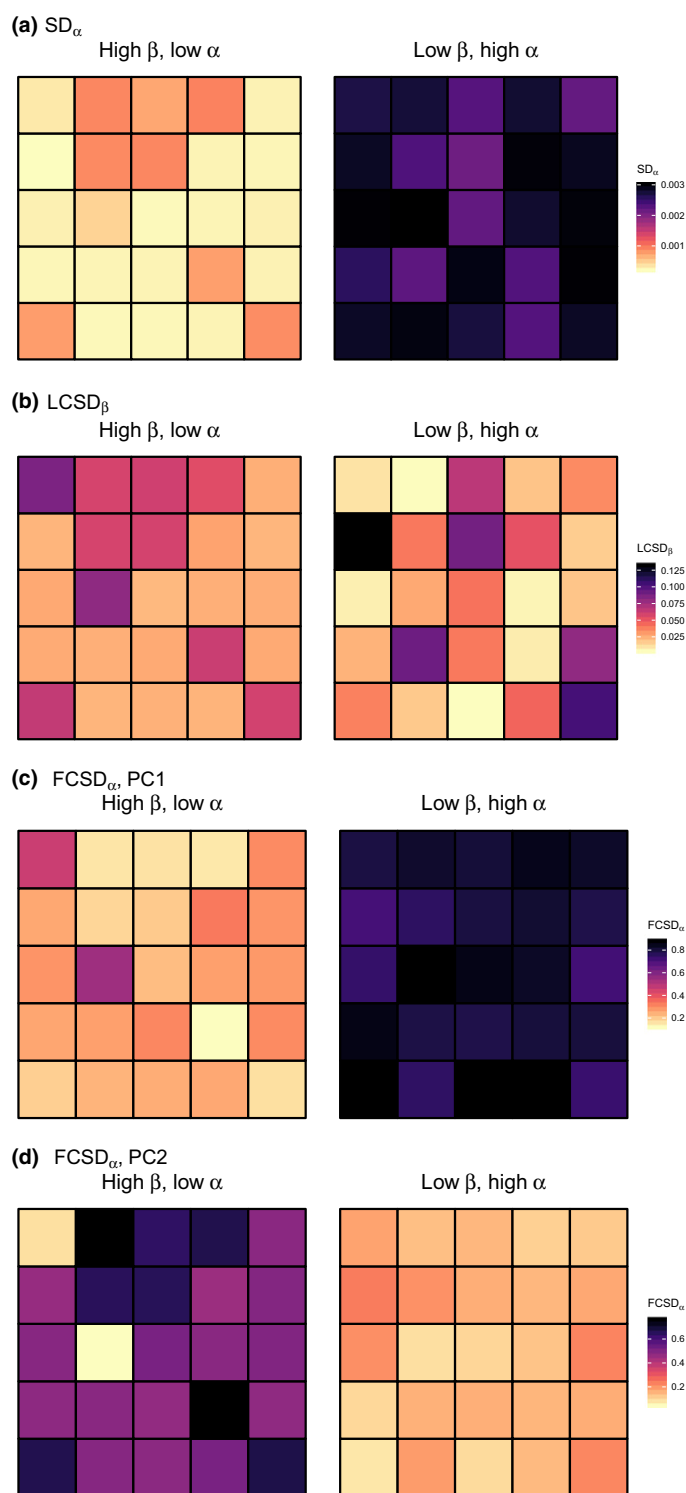 (a) SDα
High β, low α
Low β, high α
SDα
0.003
0.002
0.001
(b) LCSDβ
High β, low α
Low β, high α
LCSDβ
0.125
0.100
0.075
0.050
0.025
(c) FCSDα, PC1
High β, low α
Low β, high α
FCSDα
0.8
0.6
0.4
0.2
(d) FCSDα, PC2
High β, low α
Low β, high α
FCSDα
0.6
0.4
0.2